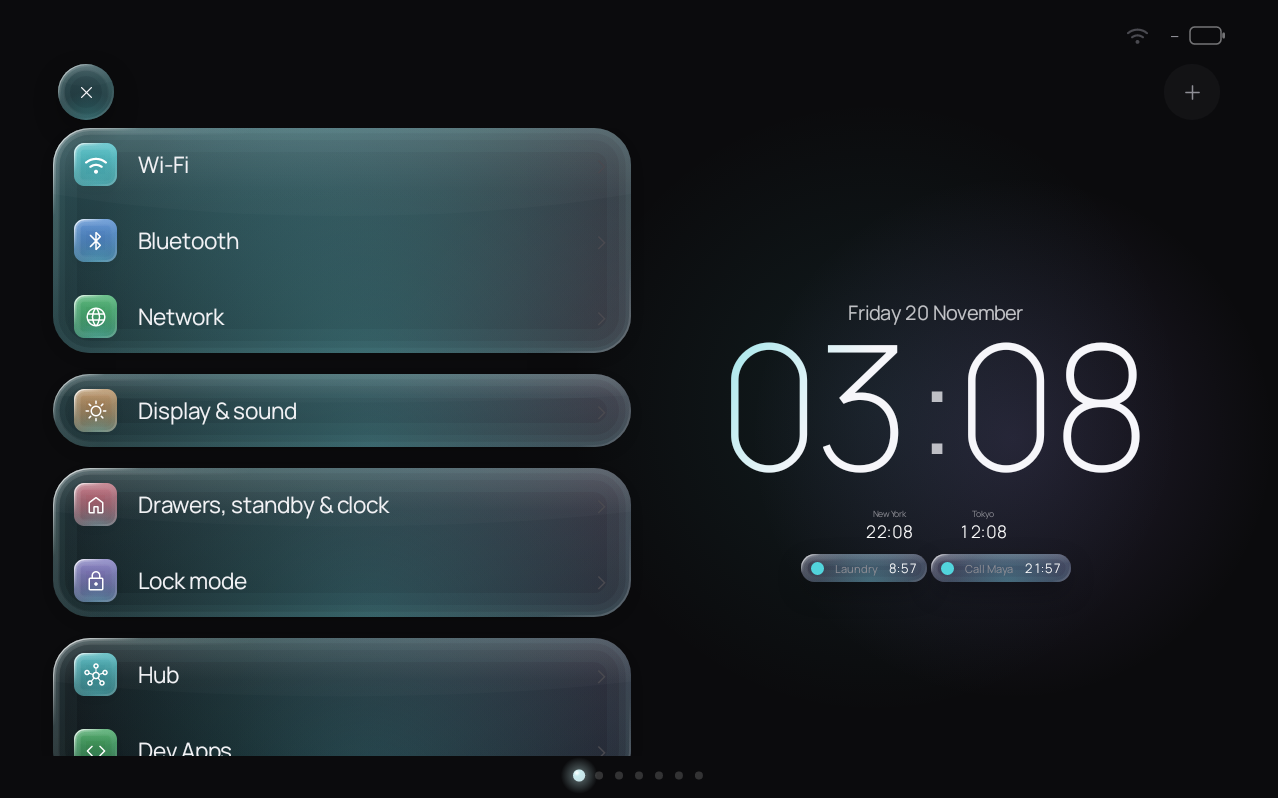 Wi-Fi
Bluetooth
Network
Display & sound
Drawers, standby & clock
Lock mode
Hub
Dev Apps
Friday 20 November
03:08
New York
22:08
Tokyo
12:08
Laundry 8:57
Call Maya 21:57